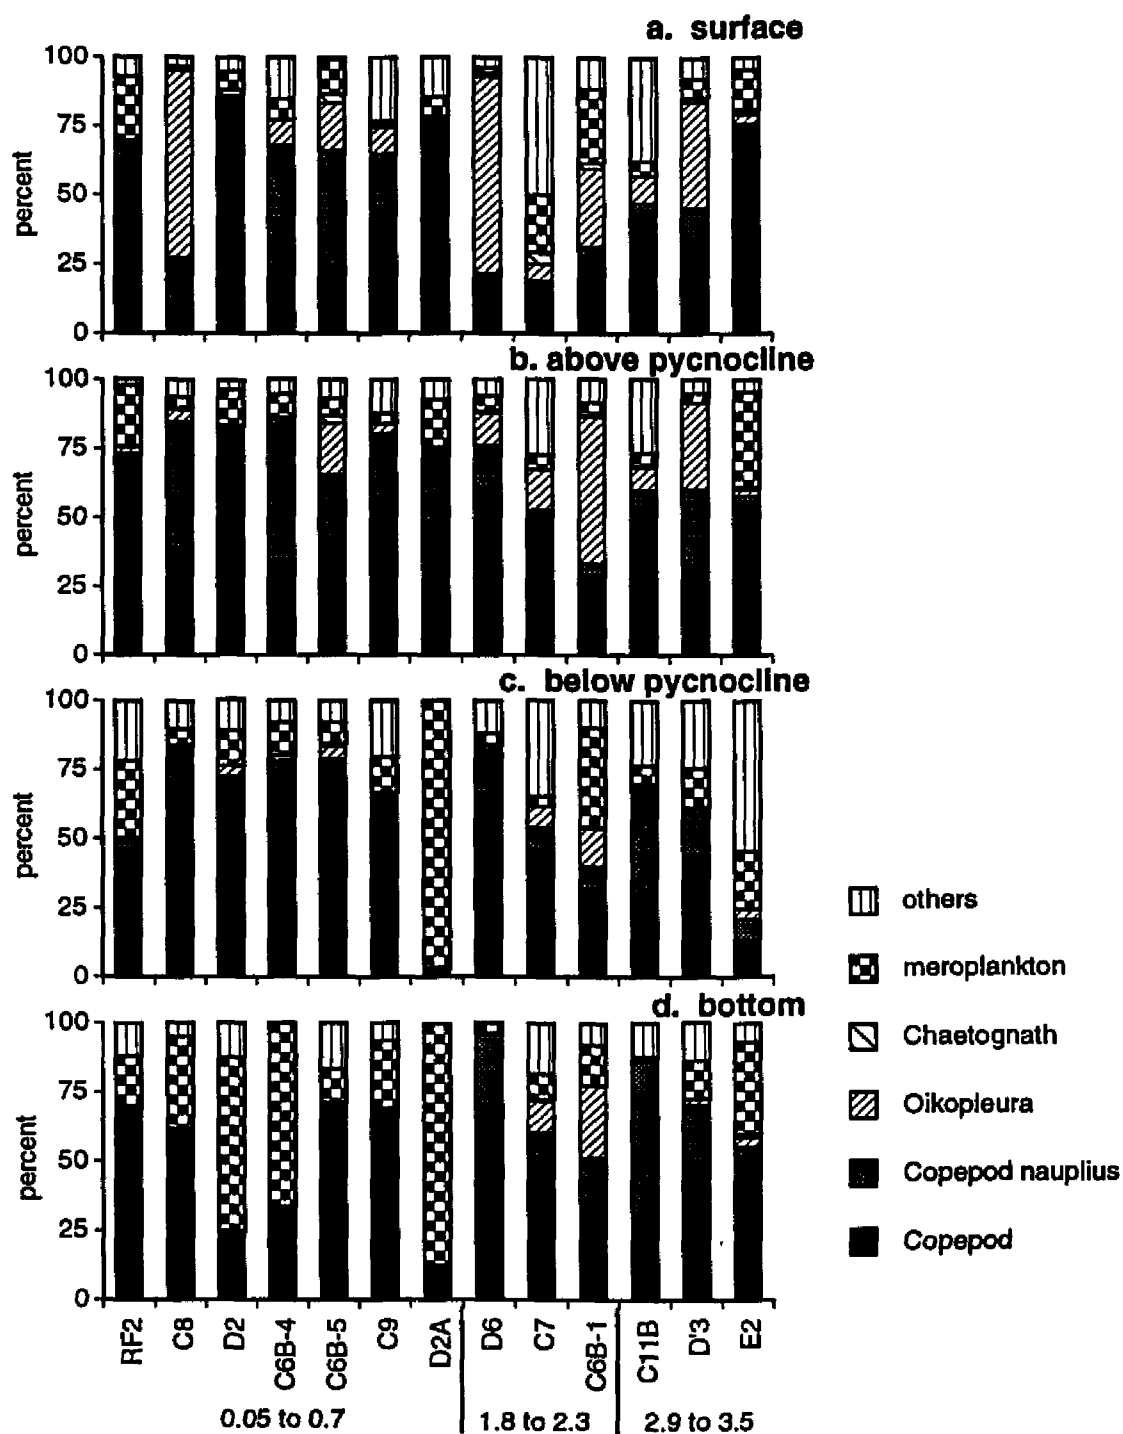 a. surface
100
75
50
25
0
percent
b. above pycnocline
100
75
50
25
0
percent
c. below pycnocline
100
75
50
25
0
percent
d. bottom
100
75
50
25
0
percent
others
meroplankton
Chaetognath
Oikopleura
Copepod nauplius
Copepod
RF2 C8 D2 C6B-4 C6B-5 C9 D2A D6 C7 C6B-1 C11B D'3 E2
0.05 to 0.7 1.8 to 2.3 2.9 to 3.5